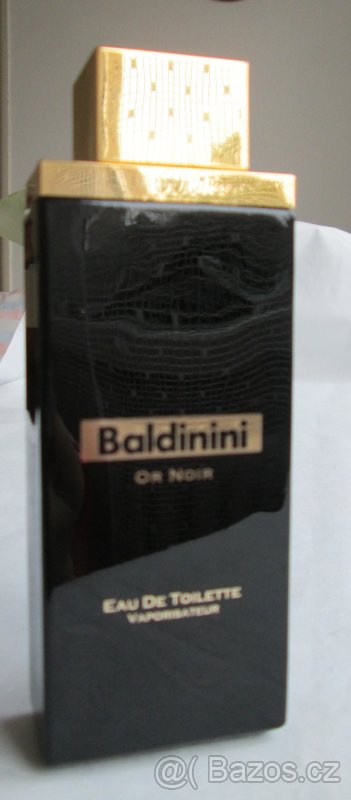 Baldinini
OR NOIR
EAU DE TOILETTE
VAPORISATEUR
@( Bazos.cz